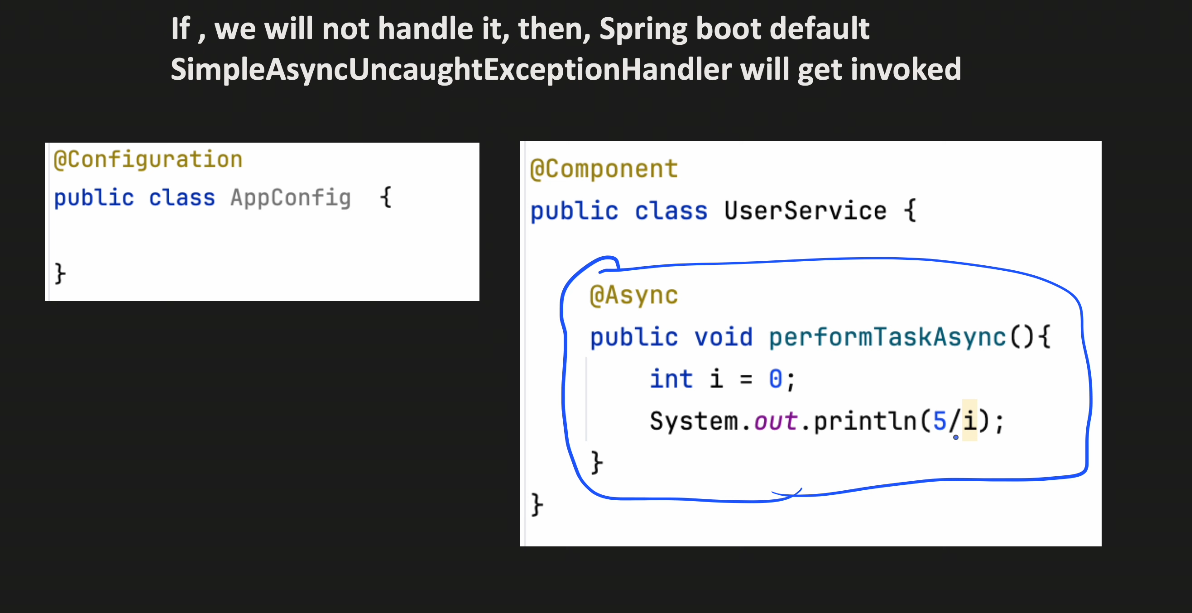 If , we will not handle it, then, Spring boot default
SimpleAsyncUncaughtExceptionHandler will get invoked
@Configuration
public class AppConfig {
}
@Component
public class UserService {
@Async
public void performTaskAsync(){
int i = 0;
System.out.println(5/i);
}
}